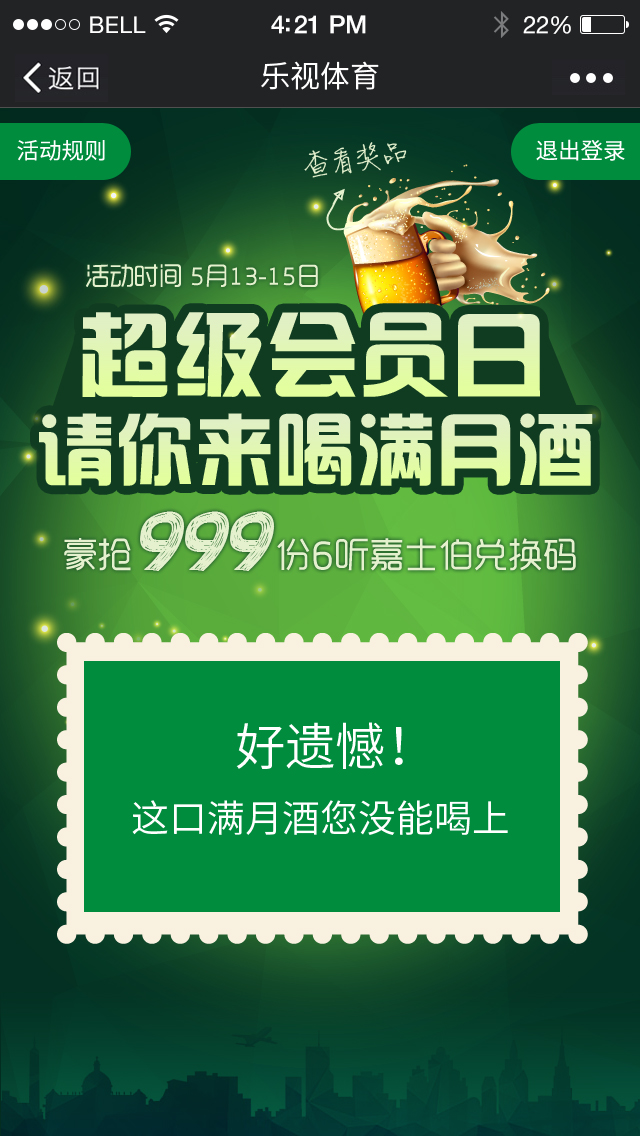 BELL 4:21 PM 22%
返回 乐视体育
活动规则 退出登录
查看奖品
活动时间 5月13-15日
超级会员日
请你来喝满月酒
豪抢999份6听嘉士伯兑换码
好遗憾！
这口满月酒您没能喝上